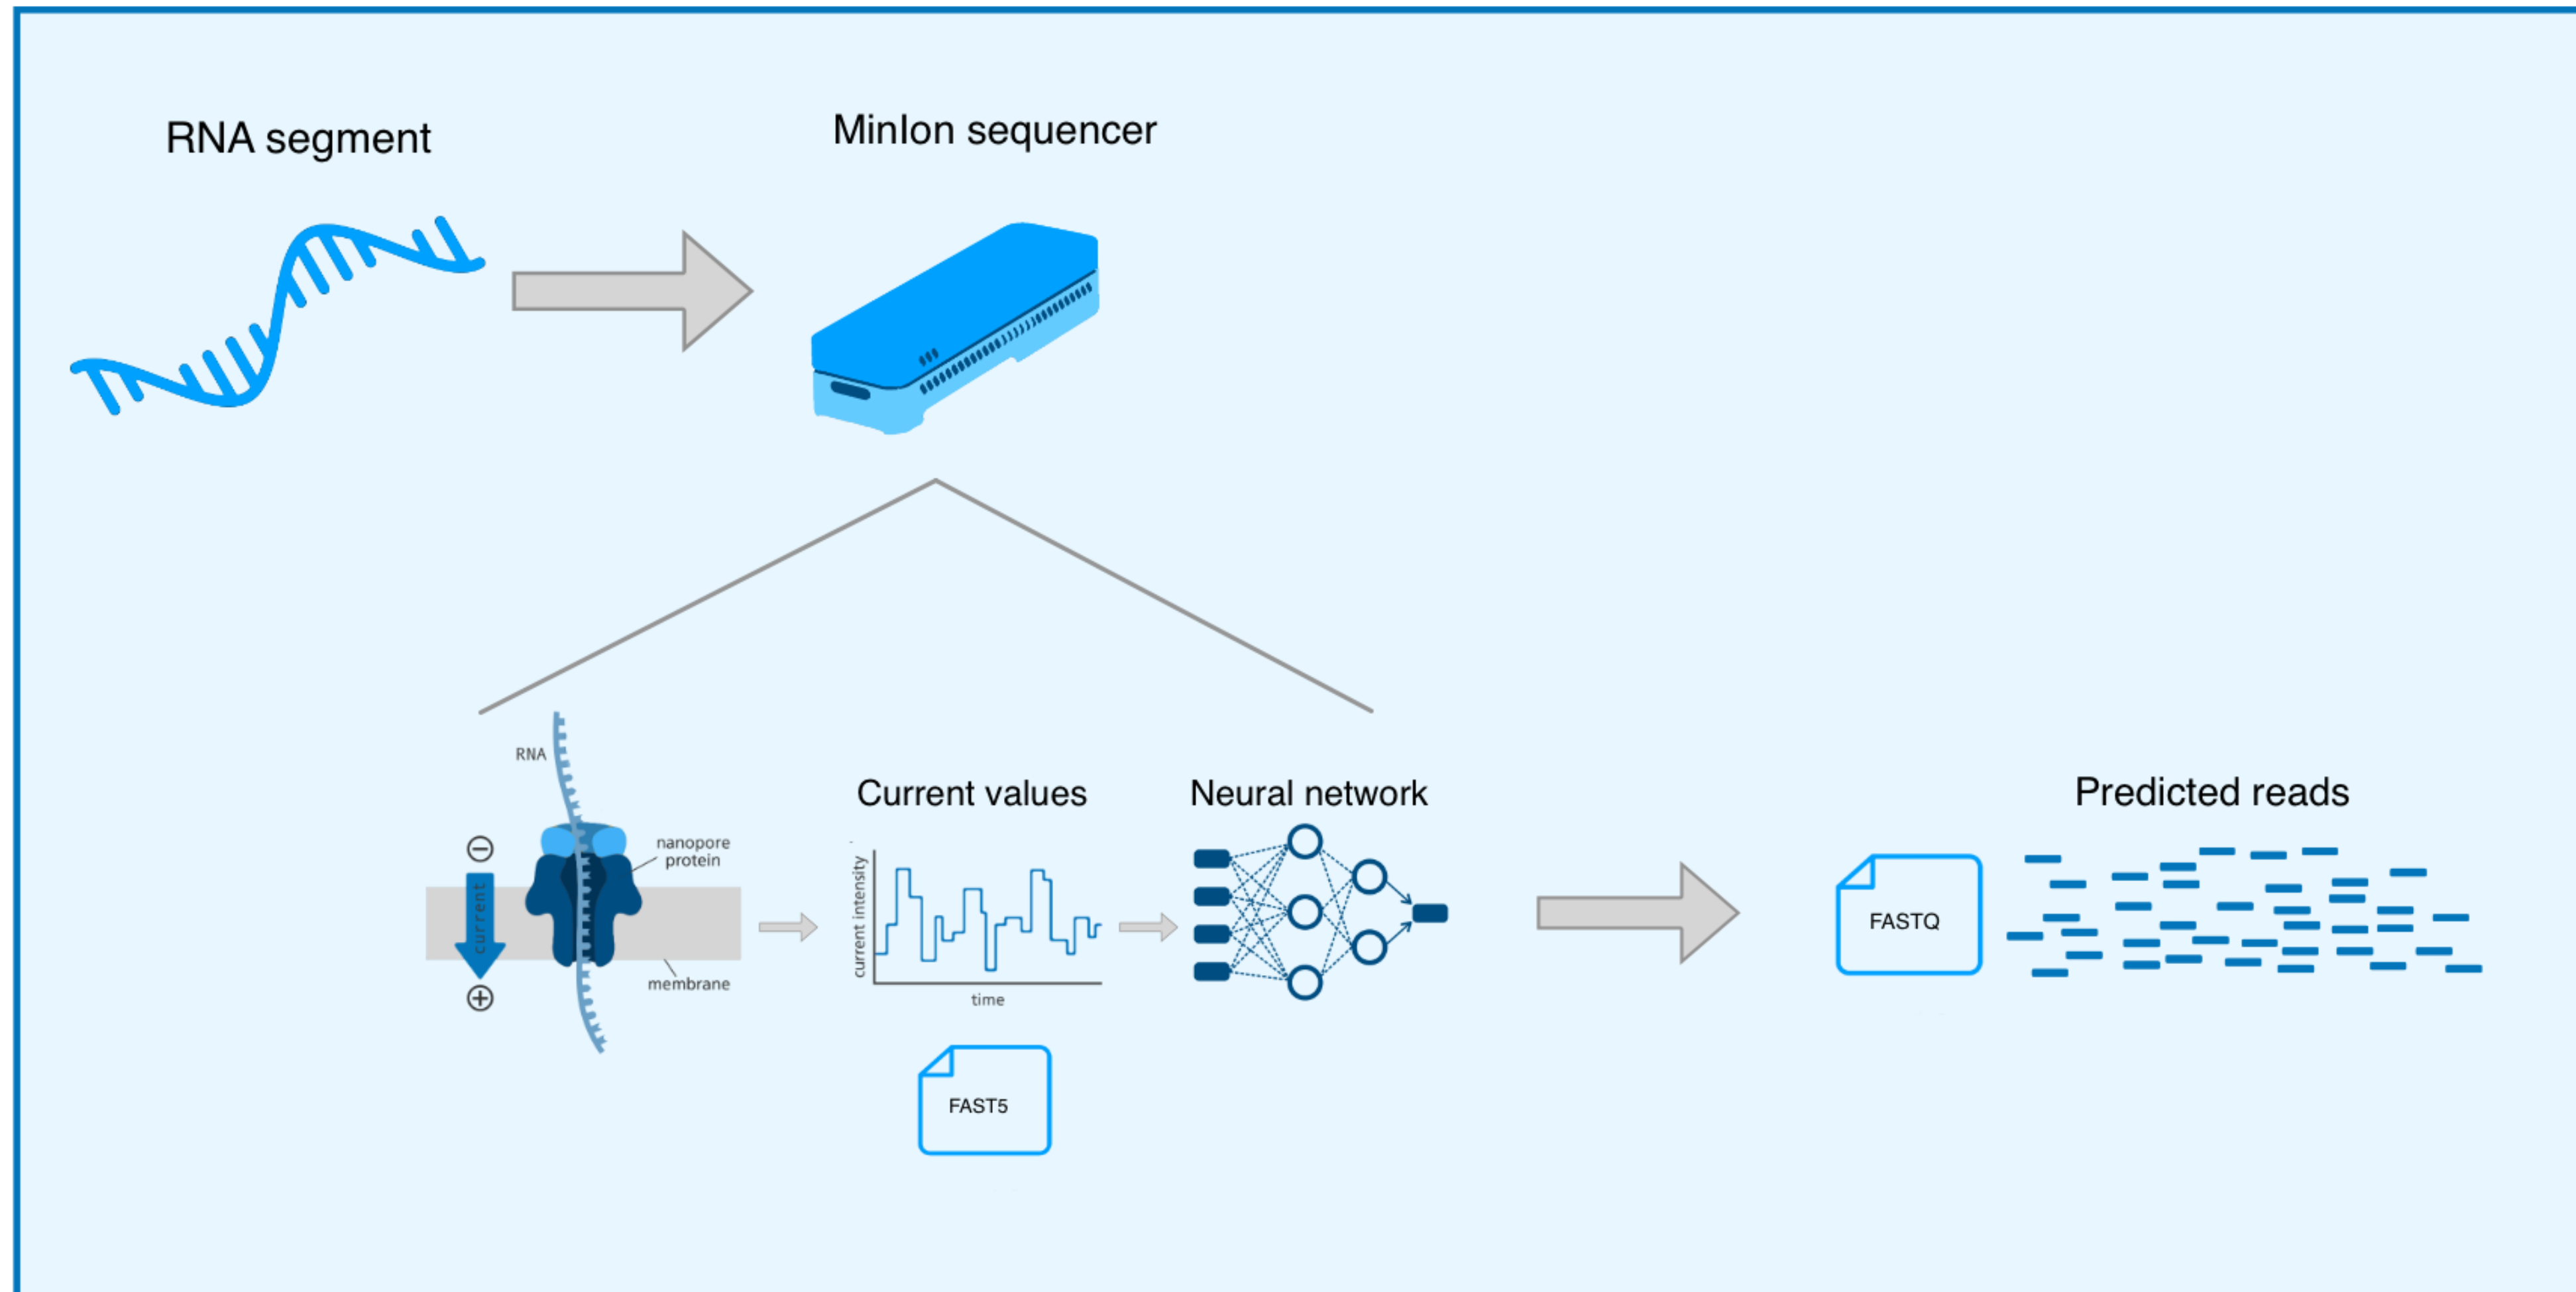 RNA segment
MinIon sequencer
RNA
nanopore
protein
current
membrane
Current values
current intensity
time
FAST5
Neural network
Predicted reads
FASTQ